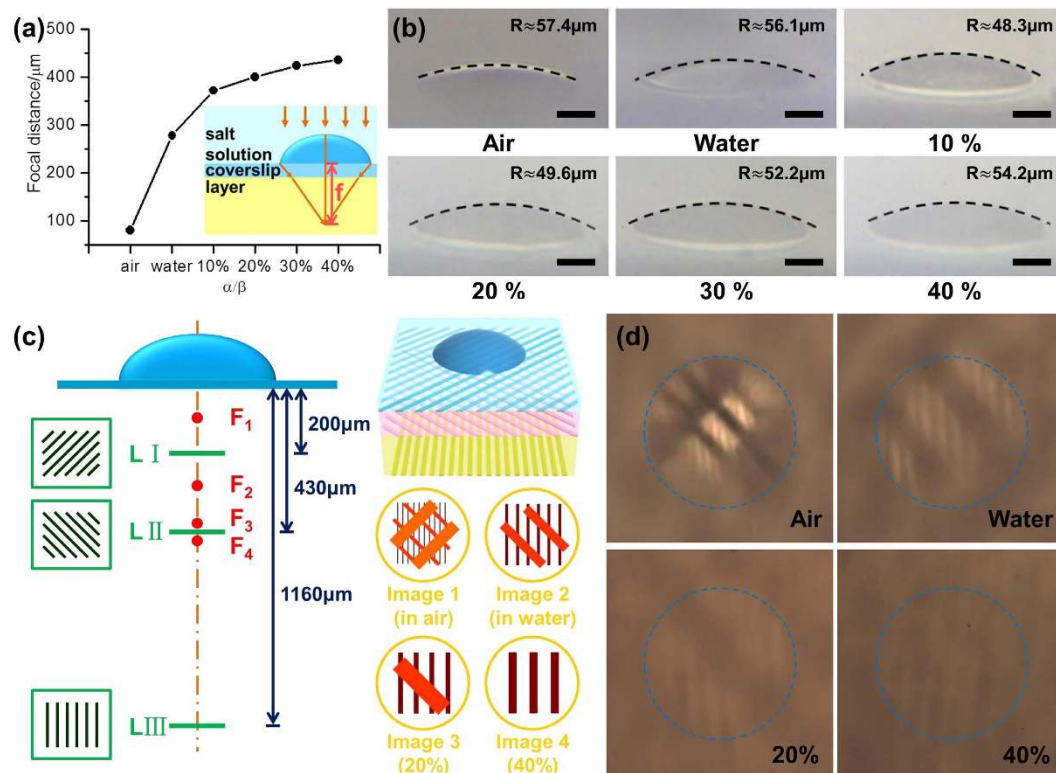 (a)
500
400
300
200
100
Focal distance/μm
air water 10% 20% 30% 40%
α/β
salt
solution
coverslip
layer
f
(b)
R≈57.4μm
Air
R≈56.1μm
Water
R≈48.3μm
10 %
R≈49.6μm
20 %
R≈52.2μm
30 %
R≈54.2μm
40 %
(c)
F1
200μm
L Ⅰ
F2
430μm
F3
L Ⅱ
F4
1160μm
LⅢ
Image 1
(in air)
Image 2
(in water)
Image 3
(20%)
Image 4
(40%)
(d)
Air
Water
20%
40%